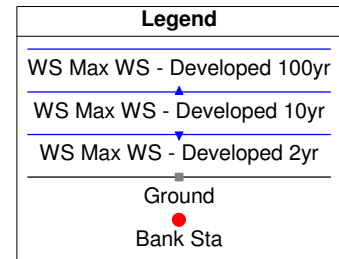 Legend
WS Max WS - Developed 100yr
WS Max WS - Developed 10yr
WS Max WS - Developed 2yr
Ground
Bank Sta